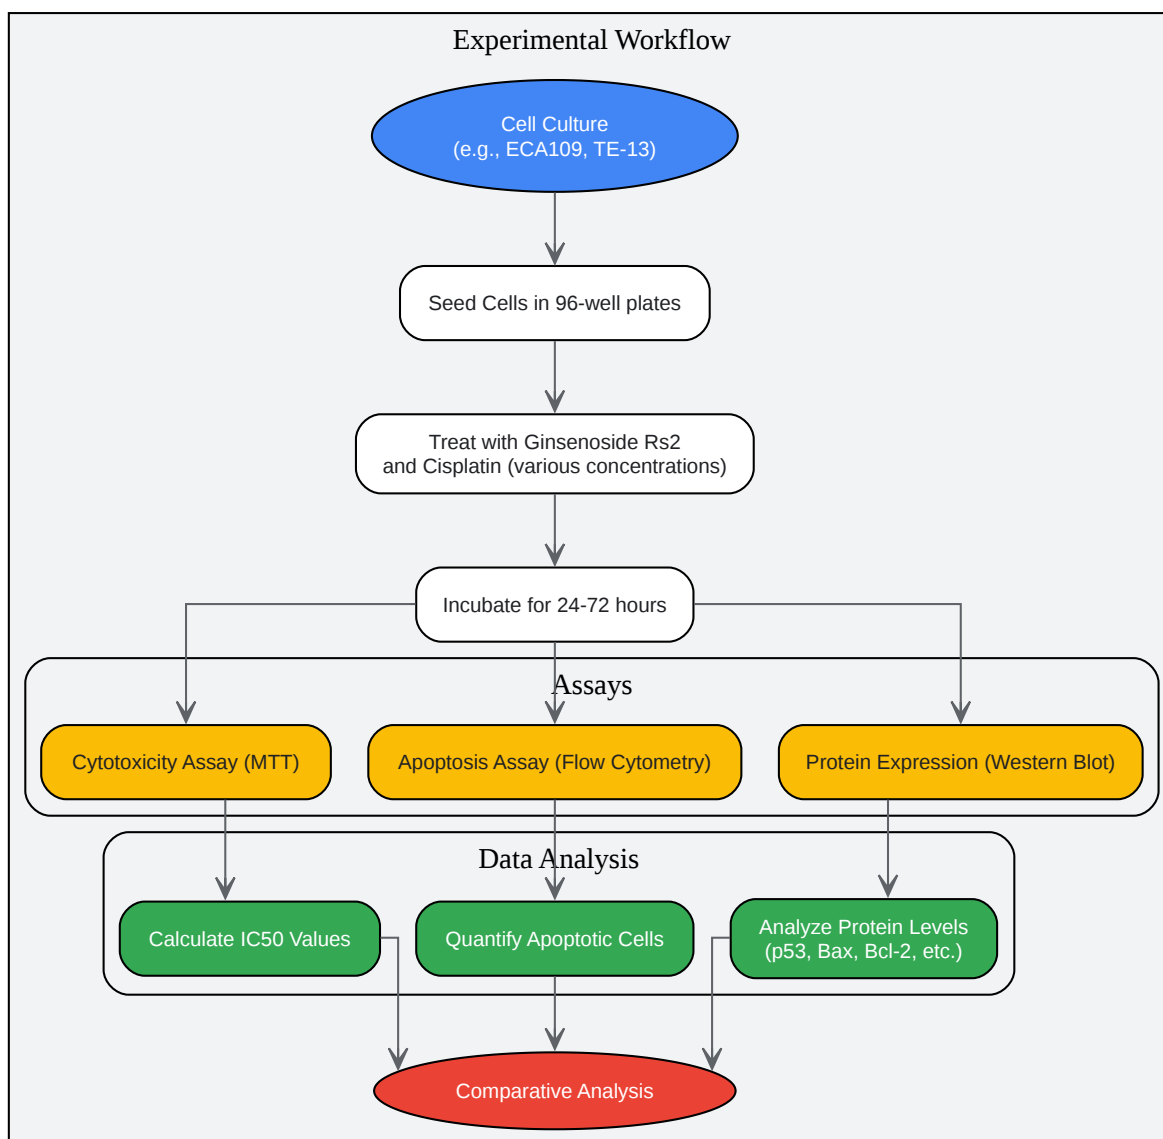 Experimental Workflow
Cell Culture
(e.g., ECA109, TE-13)
Seed Cells in 96-well plates
Treat with Ginsenoside Rs2
and Cisplatin (various concentrations)
Incubate for 24-72 hours
Assays
Cytotoxicity Assay (MTT)
Apoptosis Assay (Flow Cytometry)
Protein Expression (Western Blot)
Data Analysis
Calculate IC50 Values
Quantify Apoptotic Cells
Analyze Protein Levels
(p53, Bax, Bcl-2, etc.)
Comparative Analysis